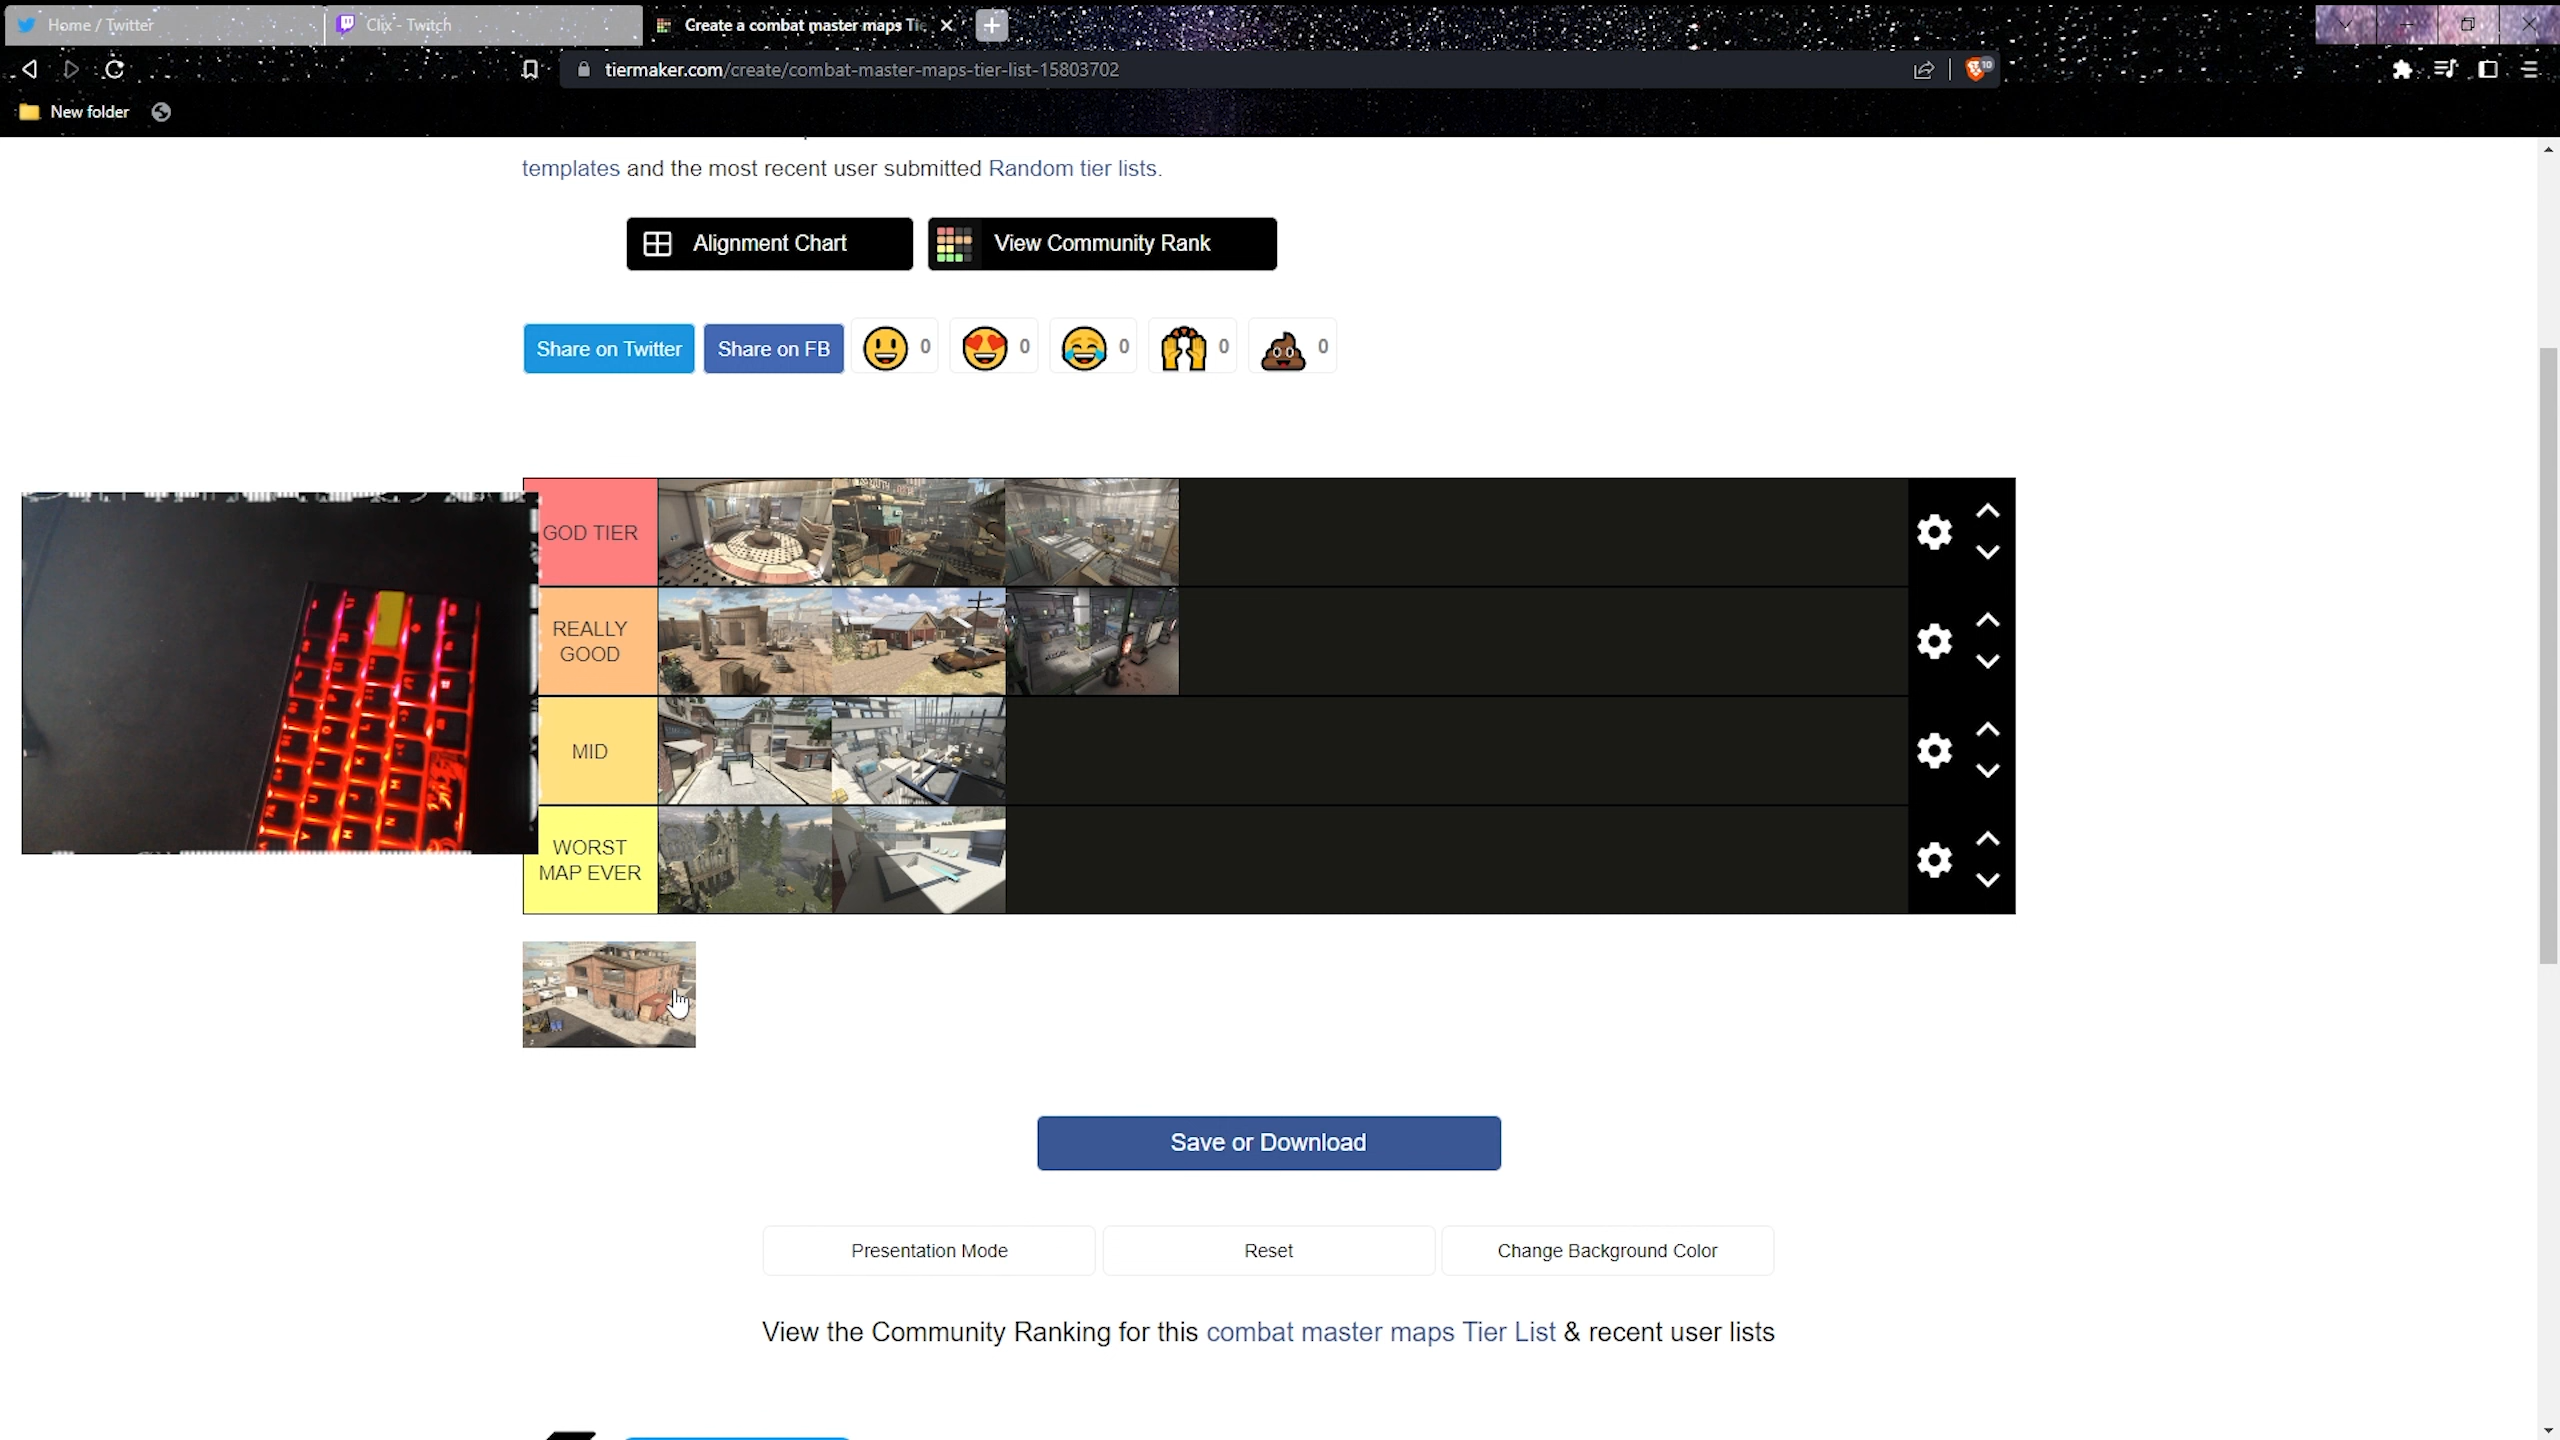 Home / Twitter
Clix - Twitch
Create a combat master maps Tie
tiermaker.com/create/combat-master-maps-tier-list-15803702
10
New folder
templates and the most recent user submitted Random tier lists.
Alignment Chart
View Community Rank
Share on Twitter
Share on FB
0
0
0
0
0
GOD TIER
REALLY
GOOD
MID
WORST
MAP EVER
Save or Download
Presentation Mode
Reset
Change Background Color
View the Community Ranking for this combat master maps Tier List & recent user lists